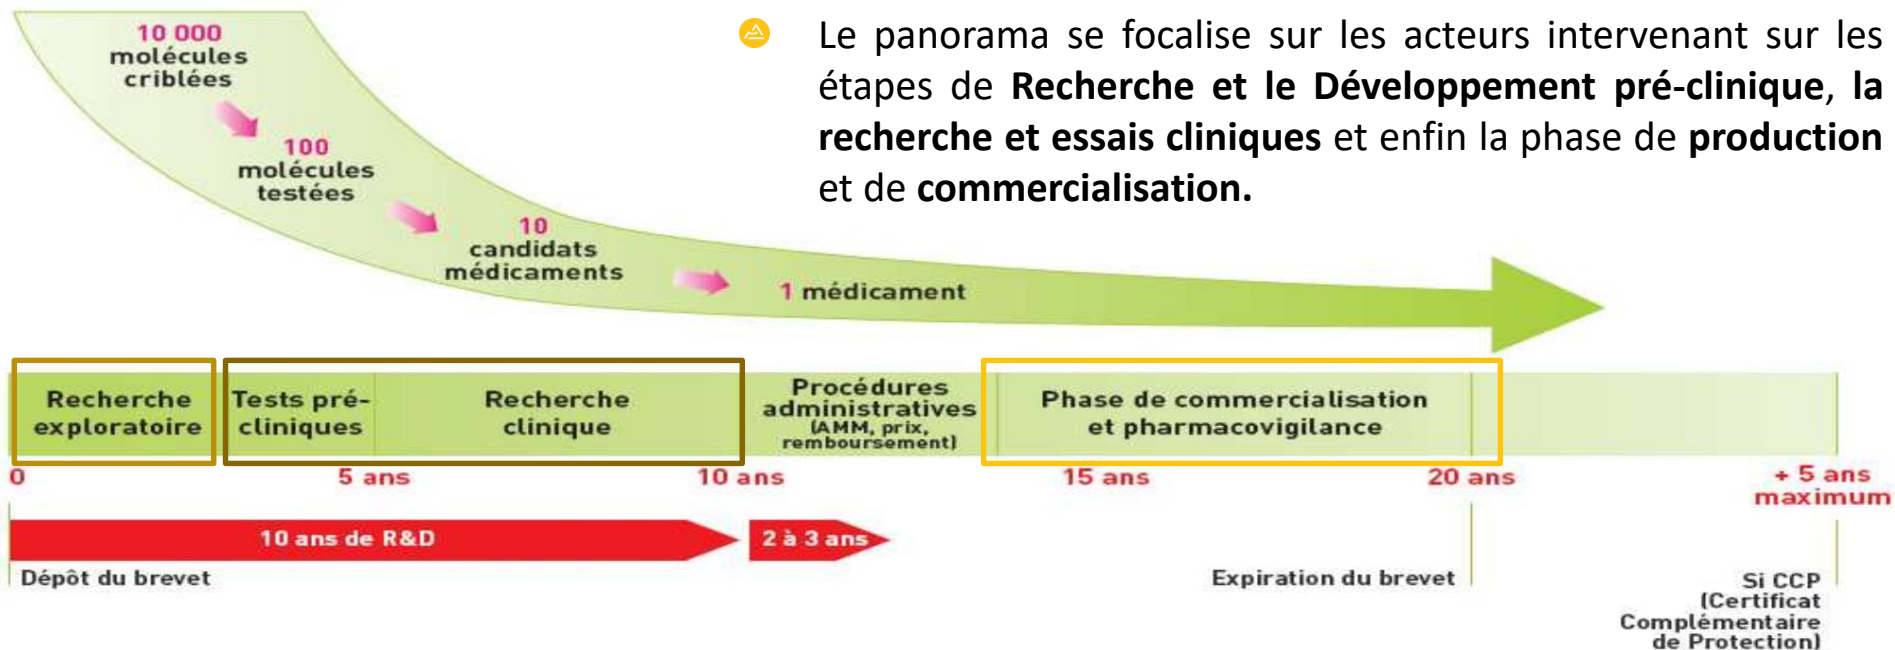 10 000
molécules
criblées
100
molécules
testées
10
candidats
médicaments
1 médicament
Le panorama se focalise sur les acteurs intervenant sur les
étapes de Recherche et le Développement pré-clinique, la
recherche et essais cliniques et enfin la phase de production
et de commercialisation.
Recherche
exploratoire
Tests pré-
cliniques
Recherche
clinique
Procédures
administratives
(AMM, prix,
remboursement)
Phase de commercialisation
et pharmacovigilance
0
5 ans
10 ans
15 ans
20 ans
+ 5 ans
maximum
10 ans de R&D
2 à 3 ans
Dépôt du brevet
Expiration du brevet
Si CCP
(Certificat
Complémentaire
de Protection)